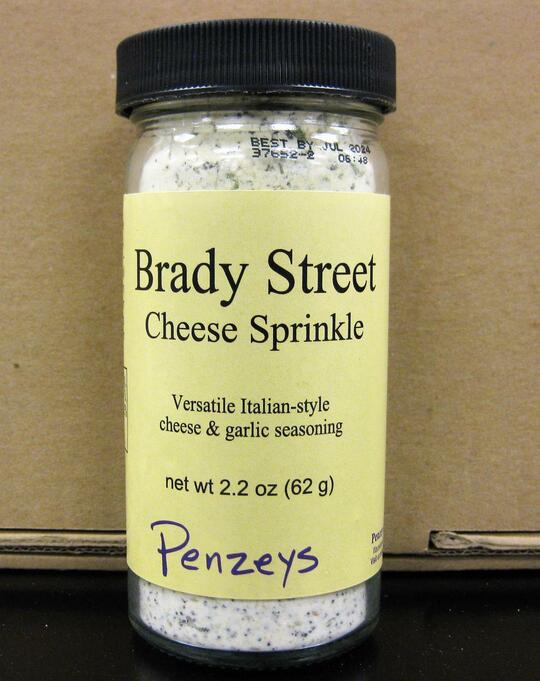 BEST BY JUL 2024
37652-2 06:48
Brady Street
Cheese Sprinkle
Versatile Italian-style
cheese & garlic seasoning
net wt 2.2 oz (62 g)
Penzeys